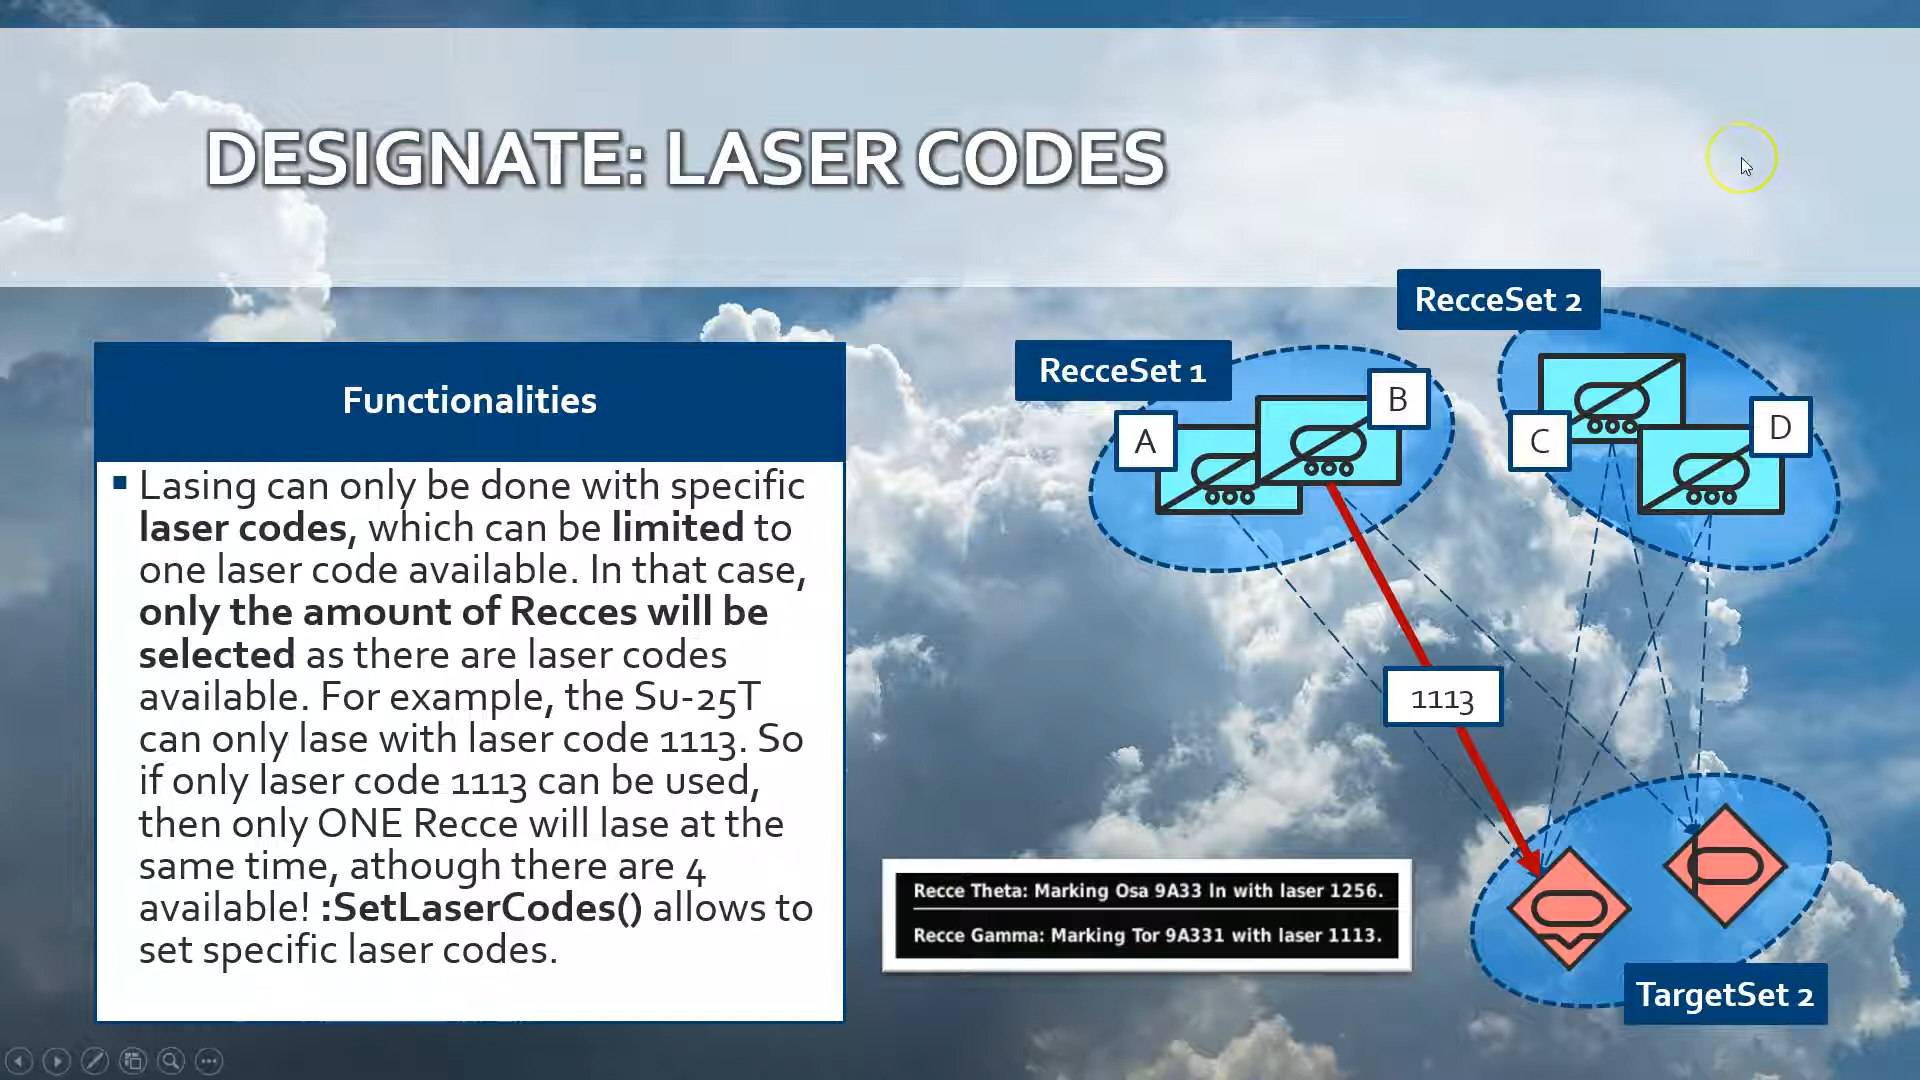 DESIGNATE: LASER CODES
Functionalities
Lasing can only be done with specific
laser codes, which can be limited to
one laser code available. In that case,
only the amount of Recces will be
selected as there are laser codes
available. For example, the Su-25T
can only lase with laser code 1113. So
if only laser code 1113 can be used,
then only ONE Recce will lase at the
same time, athough there are 4
available! :SetLaserCodes() allows to
set specific laser codes.
RecceSet 2
RecceSet 1
A
B
C
D
1113
Recce Theta: Marking Osa 9A33 ln with laser 1256.
Recce Gamma: Marking Tor 9A331 with laser 1113.
TargetSet 2